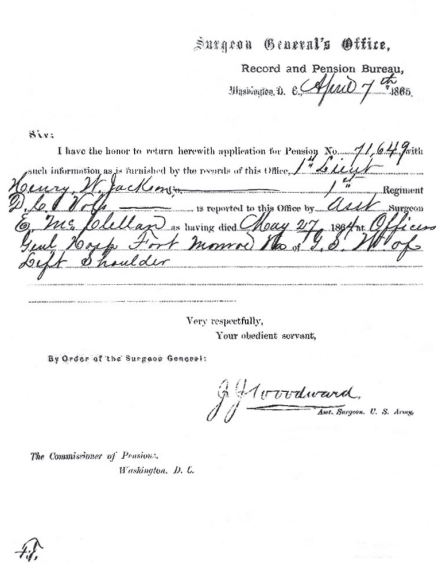 Surgeon General's Office,
Record and Pension Bureau,
Washington, D. C., April 7th 1865.
Sir:
I have the honor to return herewith application for Pension No. 71,649 with
such information as is furnished by the records of this Office. 1st Lieut
Henry W. Jackson, 1st Regiment
D. C. Vols is reported to this Office by Asst Surgeon
E. McClellan as having died May 27, 1864 at Officers
Genl Hosp Fort Monroe Va of G. S. W. of
Left Shoulder
Very respectfully,
Your obedient servant,
By Order of the Surgeon General:
J J Woodward.
Asst. Surgeon, U. S. Army.
The Commissioner of Pensions,
Washington, D. C.